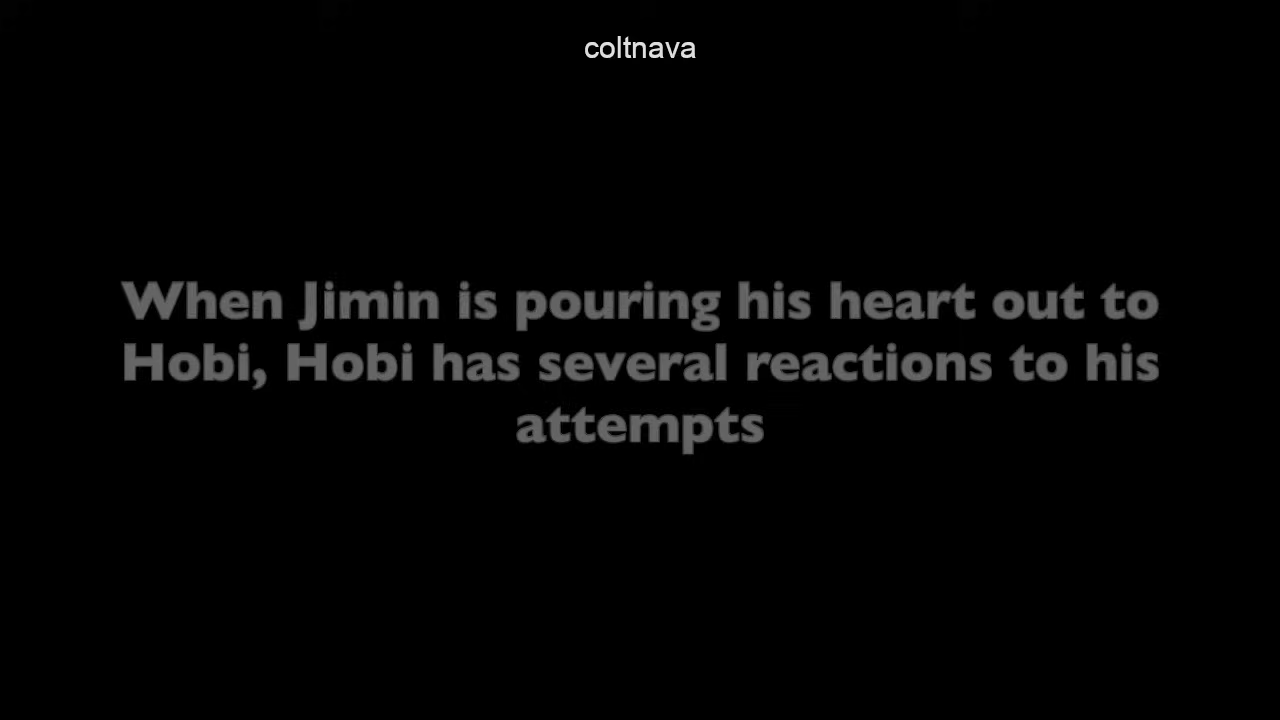 coltnava
When Jimin is pouring his heart out to
Hobi, Hobi has several reactions to his
attempts